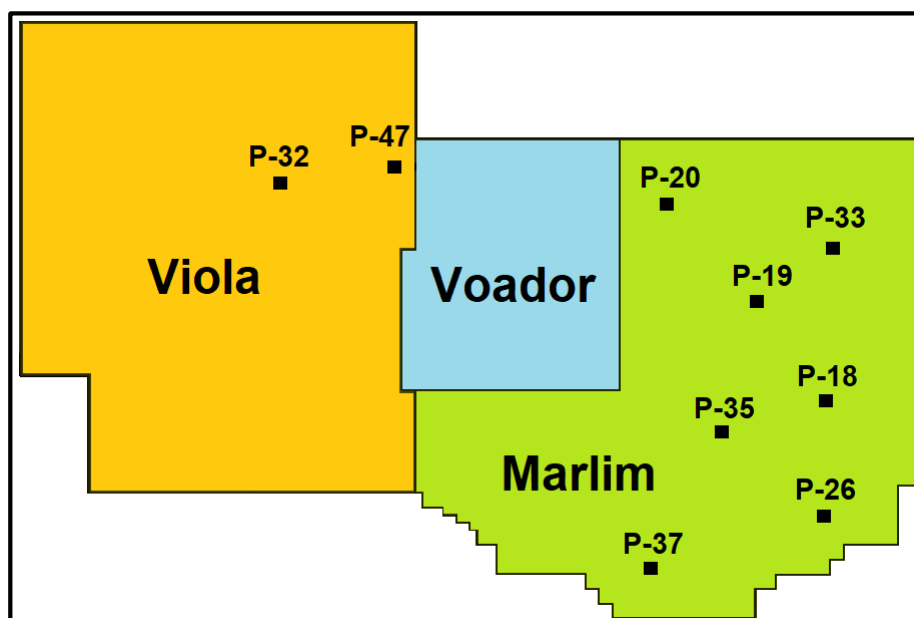 P-47
P-32
P-20
P-33
Viola
Voador
P-19
P-18
P-35
Marlim
P-26
P-37